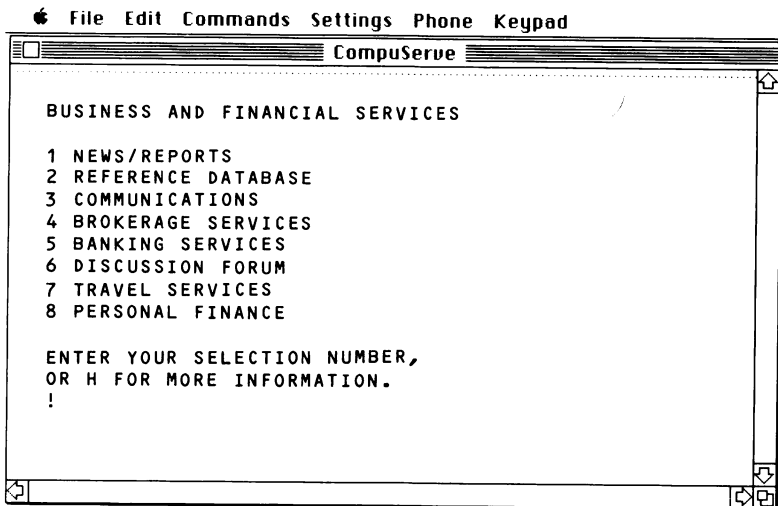 File Edit Commands Settings Phone Keypad
CompuServe
BUSINESS AND FINANCIAL SERVICES
1 NEWS/REPORTS
2 REFERENCE DATABASE
3 COMMUNICATIONS
4 BROKERAGE SERVICES
5 BANKING SERVICES
6 DISCUSSION FORUM
7 TRAVEL SERVICES
8 PERSONAL FINANCE
ENTER YOUR SELECTION NUMBER,
OR H FOR MORE INFORMATION.
!